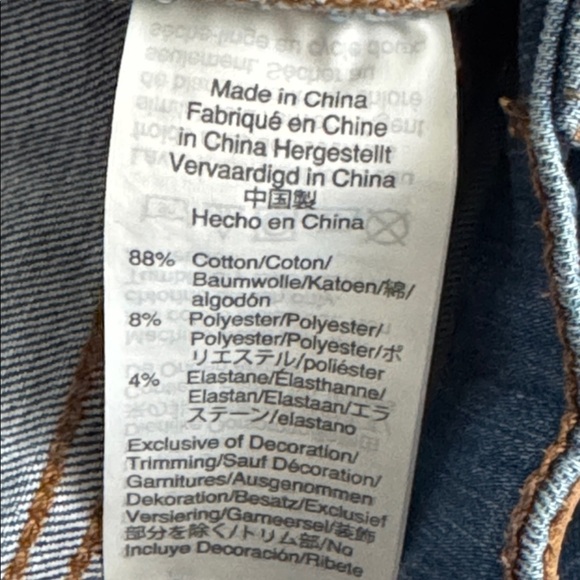 Made in China
Fabriqué en Chine
in China Hergestellt
Vervaardigd in China
中国製
Hecho en China
88% Cotton/Coton/
Baumwolle/Katoen/綿/
algodón
8% Polyester/Polyester/
Polyester/Polyester/ポ
リエステル/poliéster
4% Elastane/Élasthanne/
Elastan/Elastaan/エラ
ステーン/elastano
Exclusive of Decoration/
Trimming/Sauf Décoration/
Garnitures/Ausgenommen
Dekoration/Besatz/Exclusief
Versiering/Garneersel/装飾
部分を除く/トリム部/No
Incluye Decoración/Ribete